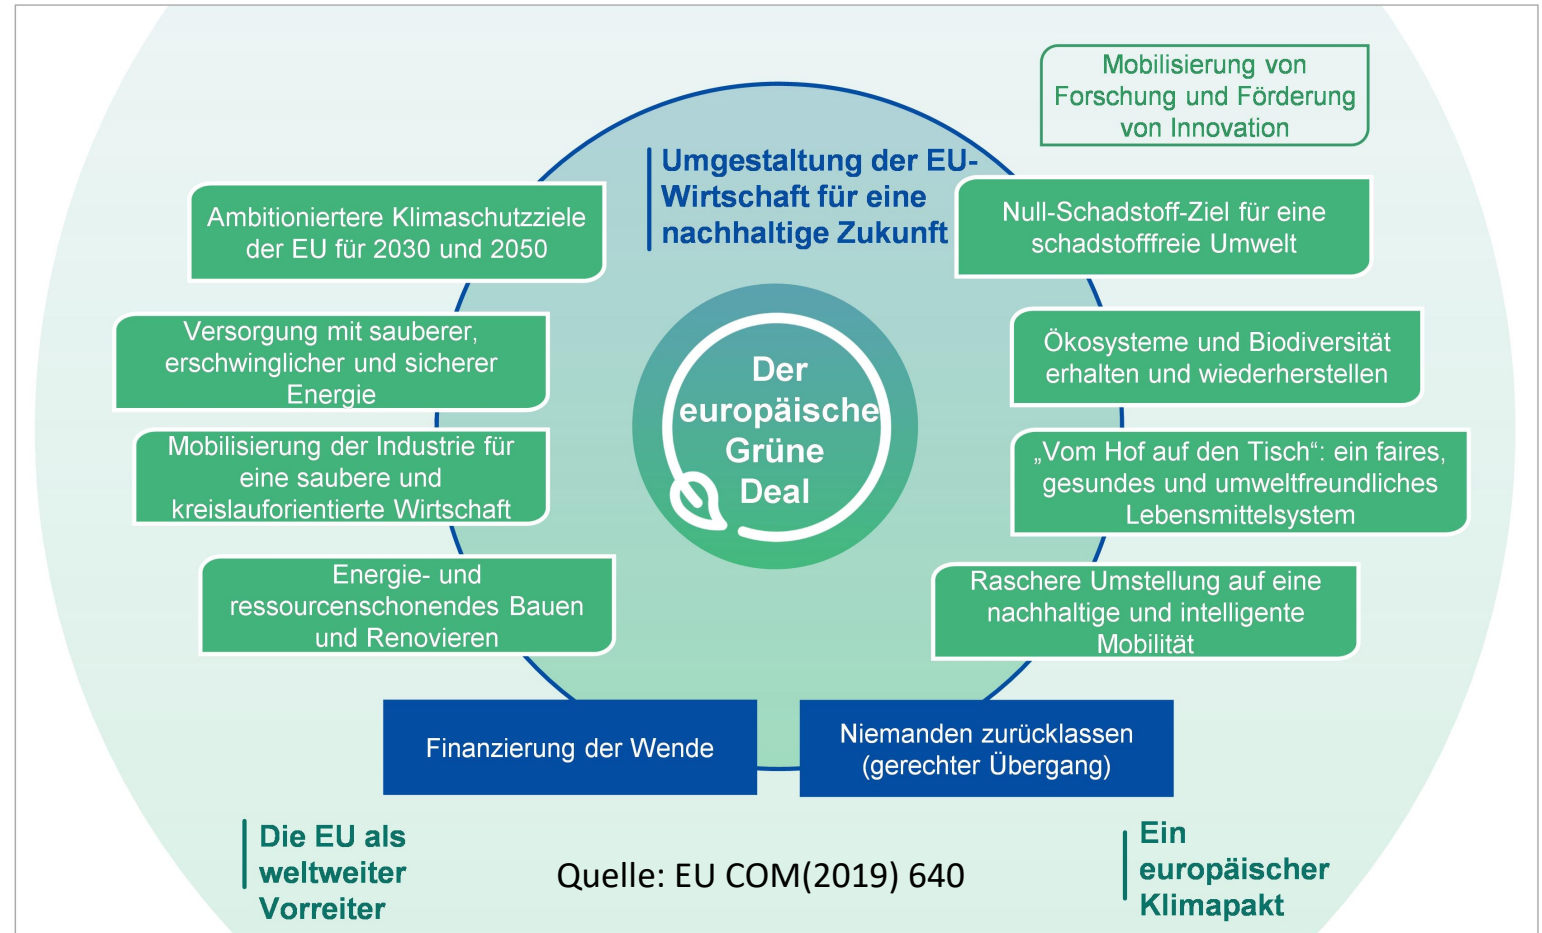 Mobilisierung von
Forschung und Förderung
von Innovation
Umgestaltung der EU-
Wirtschaft für eine
nachhaltige Zukunft
Ambitioniertere Klimaschutzziele
der EU für 2030 und 2050
Null-Schadstoff-Ziel für eine
schadstofffreie Umwelt
Versorgung mit sauberer,
erschwinglicher und sicherer
Energie
Ökosysteme und Biodiversität
erhalten und wiederherstellen
Der
europäische
Grüne
Deal
Mobilisierung der Industrie für
eine saubere und
kreislauforientierte Wirtschaft
„Vom Hof auf den Tisch“: ein faires,
gesundes und umweltfreundliches
Lebensmittelsystem
Energie- und
ressourcenschonendes Bauen
und Renovieren
Raschere Umstellung auf eine
nachhaltige und intelligente
Mobilität
Finanzierung der Wende
Niemanden zurücklassen
(gerechter Übergang)
Die EU als
weltweiter
Vorreiter
Quelle: EU COM(2019) 640
Ein
europäischer
Klimapakt